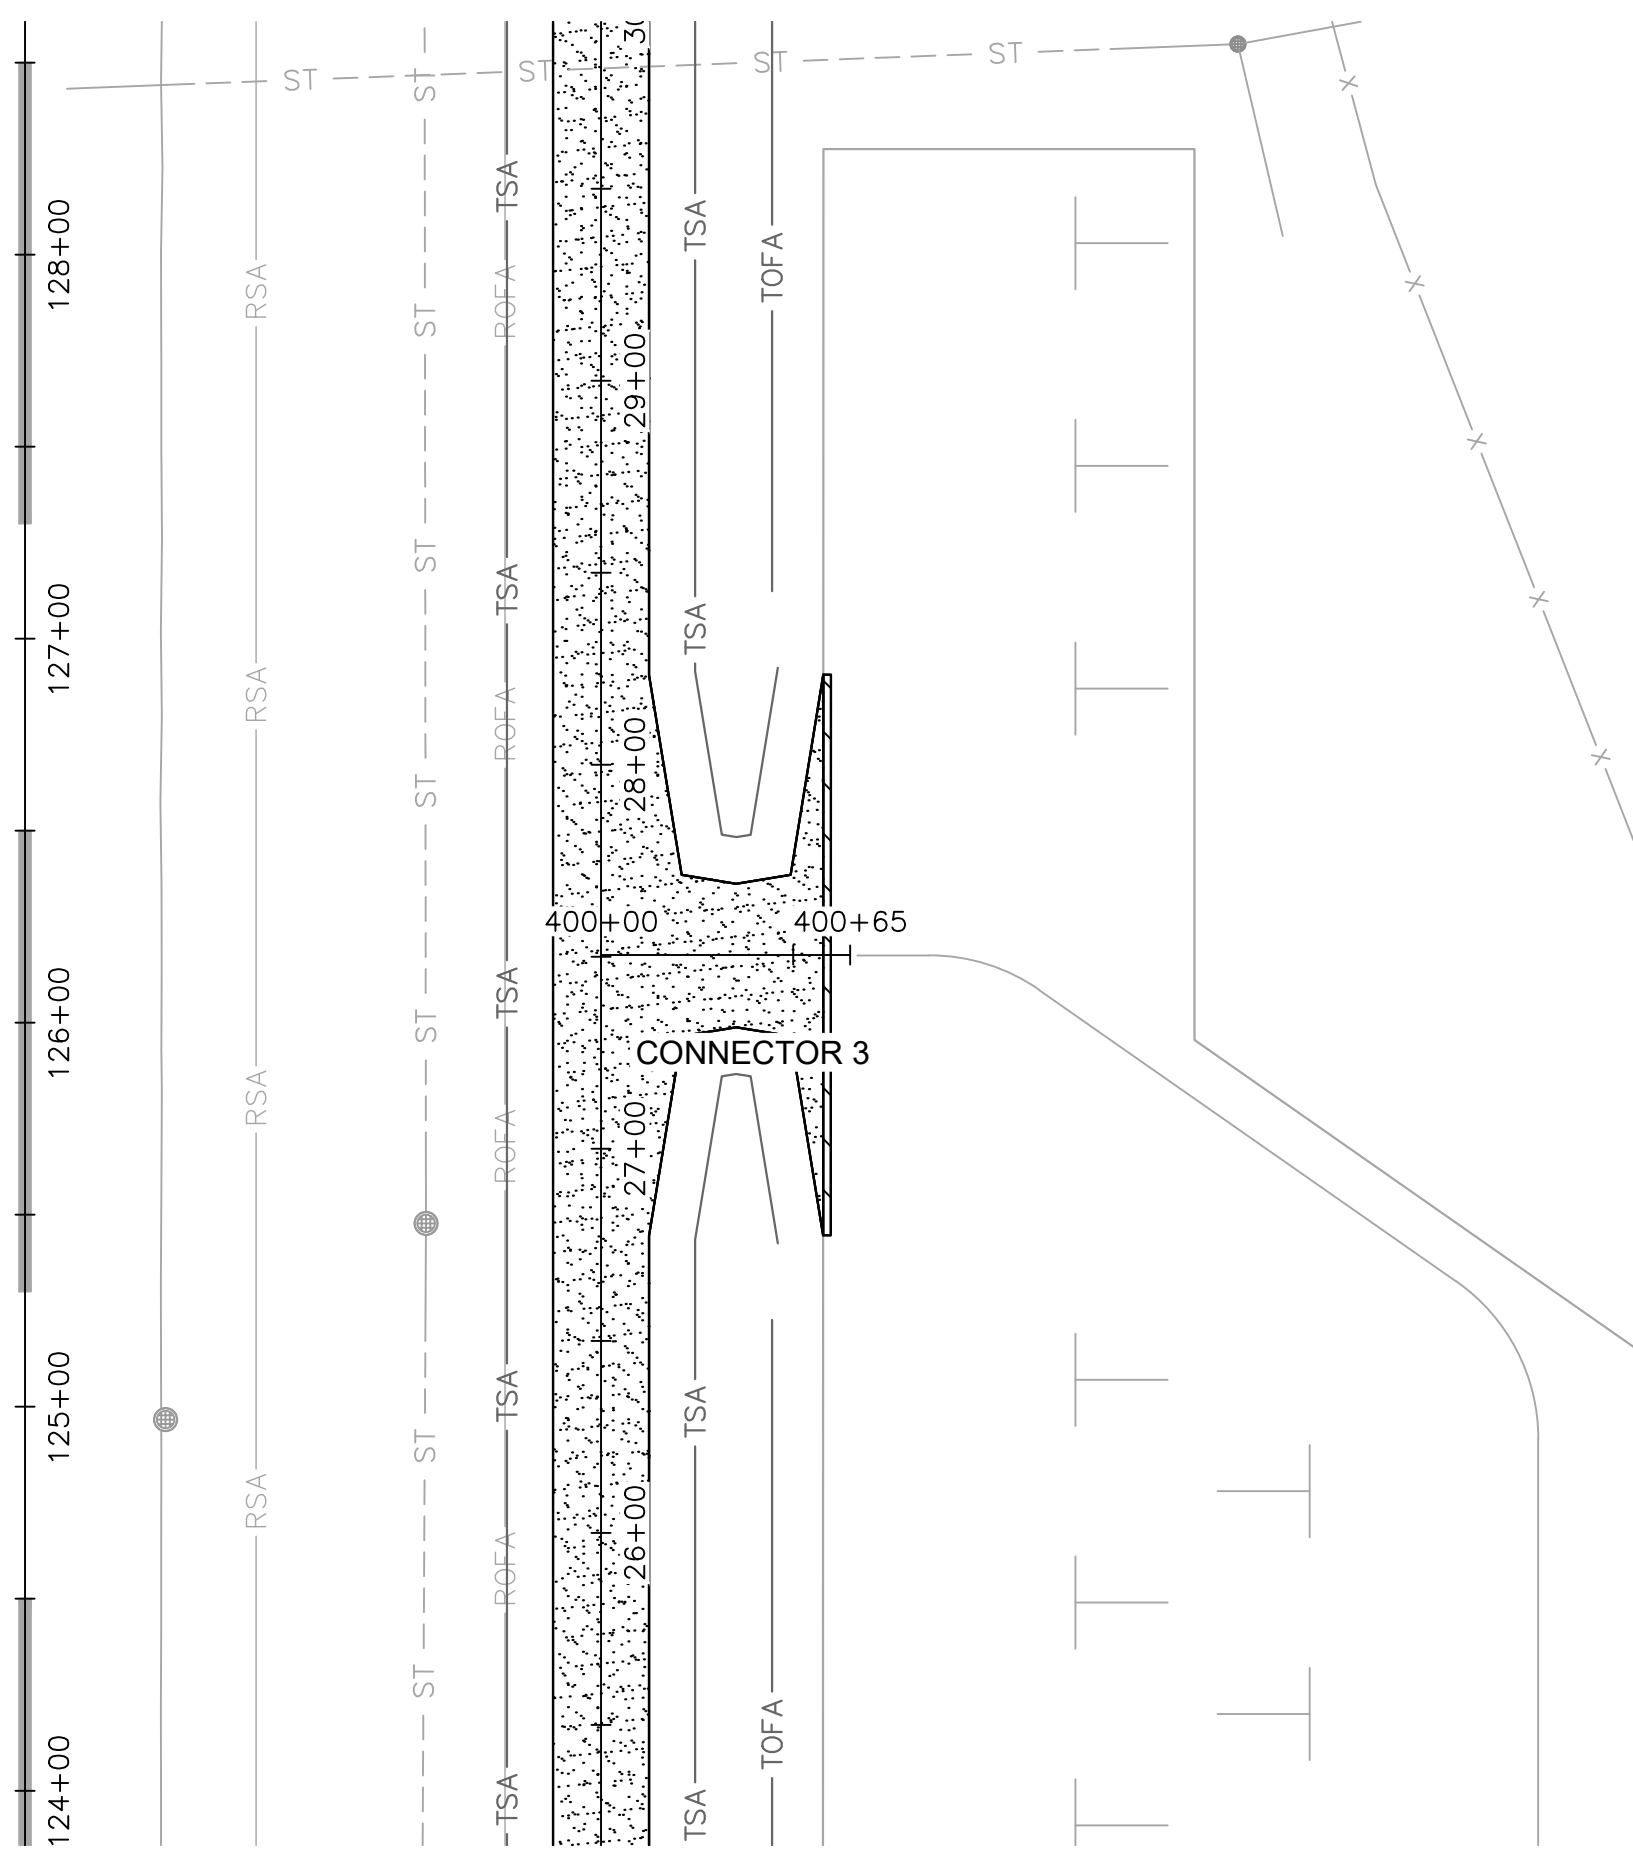 ST ST ST ST
ST
TSA
128+00
TSA
TOFA
RSA
ROFA
ST
29+00
ST
TSA
127+00
TSA
RSA
ROFA
28+00
ST
400+00 400+65
TSA
126+00
ST
CONNECTOR 3
RSA
27+00
ROFA
125+00
TSA
TSA
ST
RSA
26+00
ROFA
ST
TOFA
124+00
TSA
TSA
X
X
X
X
X